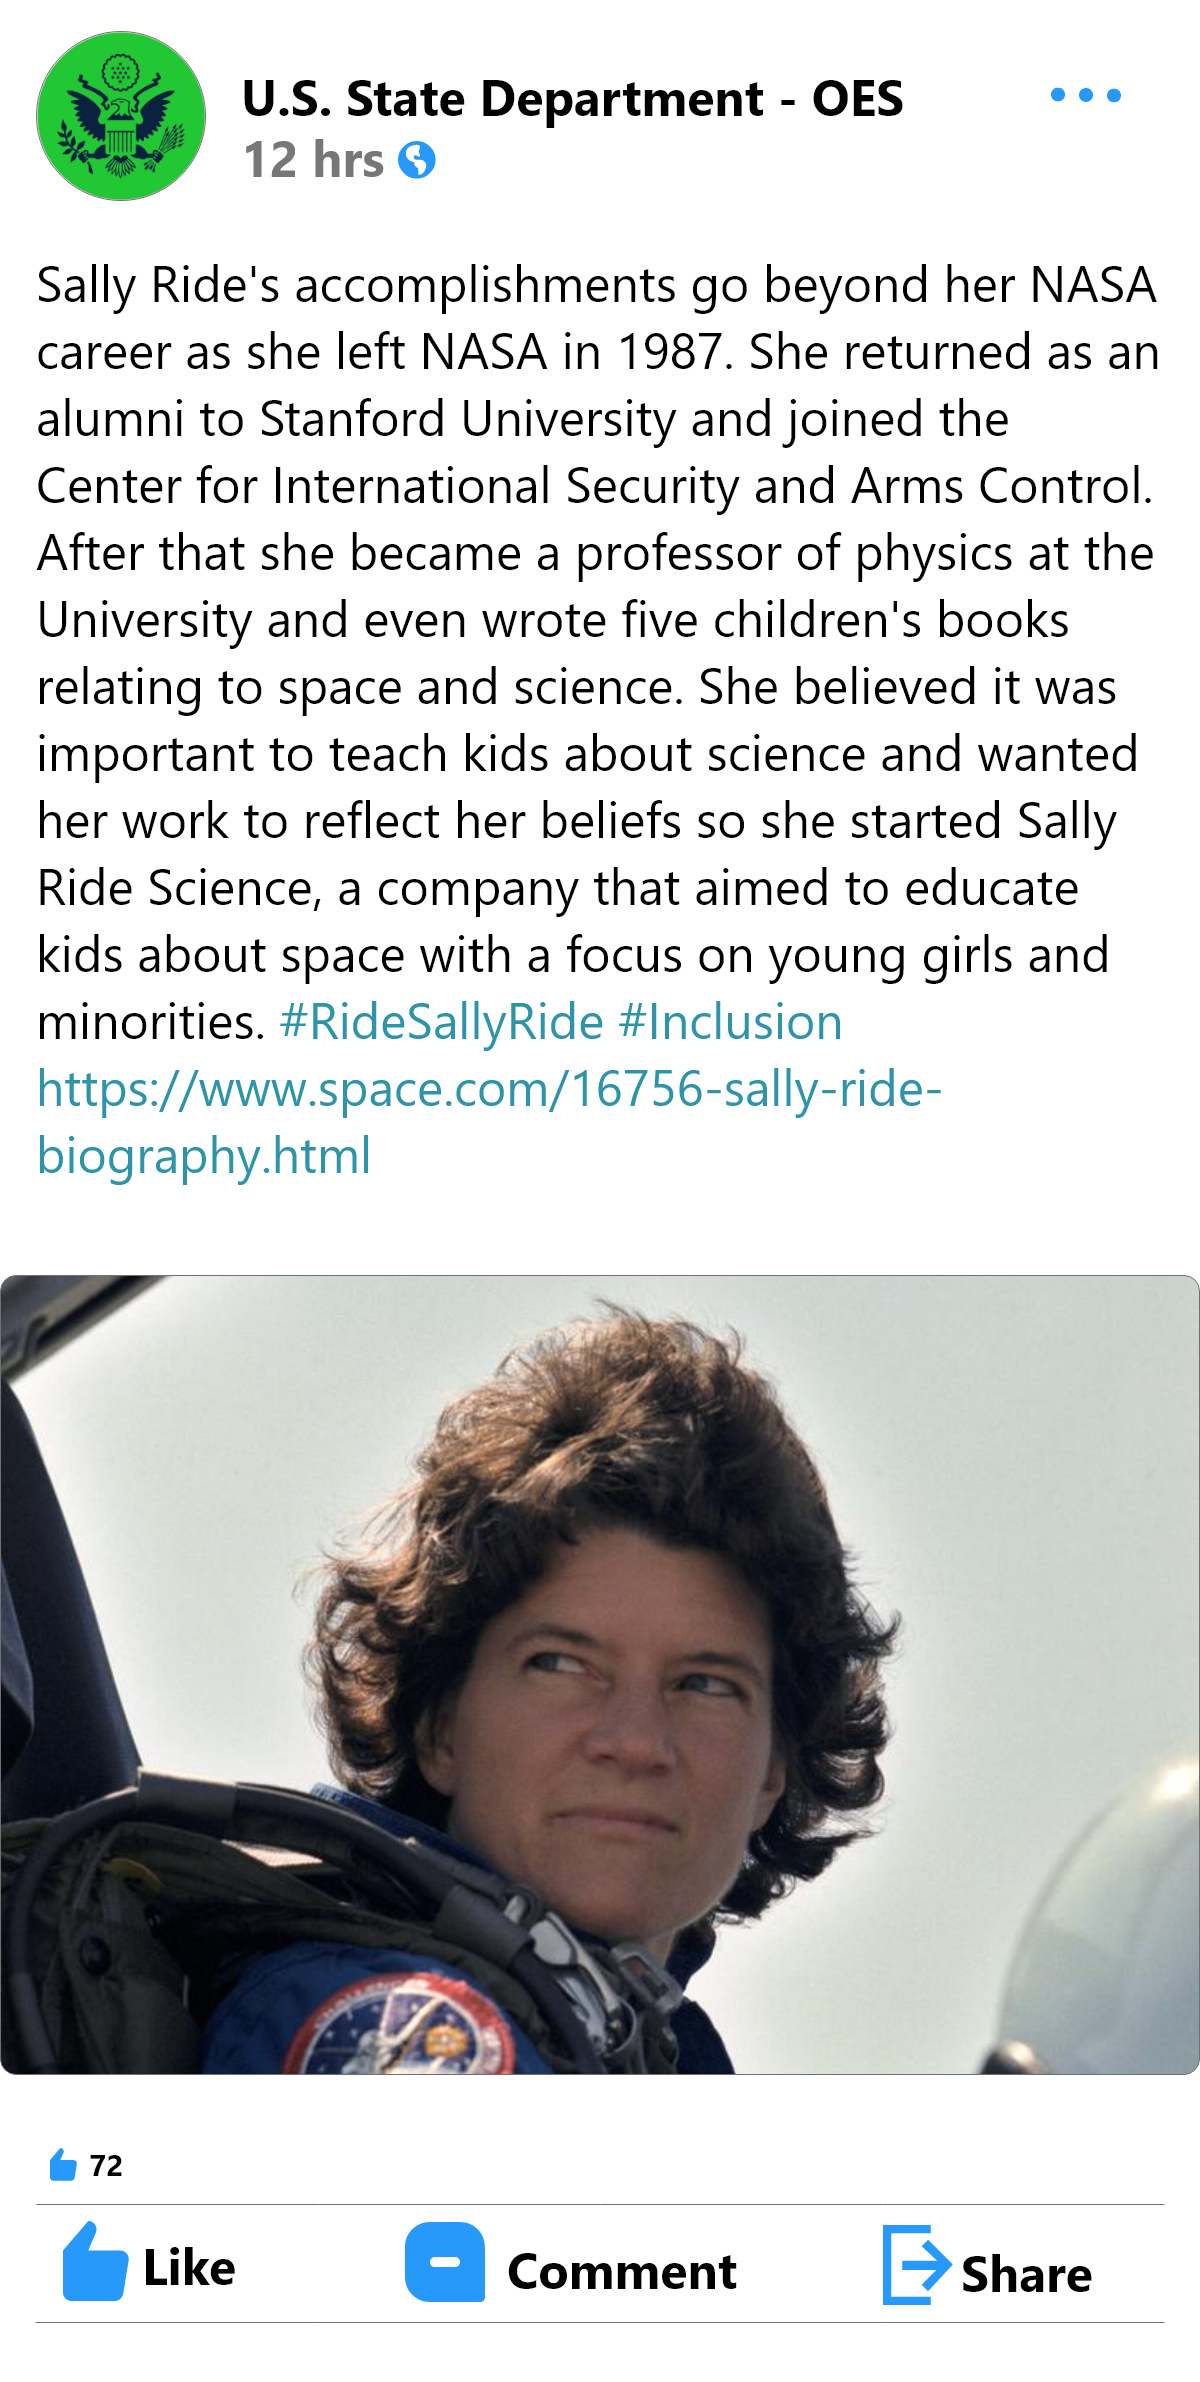 U.S. State Department - OES
12 hrs
Sally Ride's accomplishments go beyond her NASA
career as she left NASA in 1987. She returned as an
alumni to Stanford University and joined the
Center for International Security and Arms Control.
After that she became a professor of physics at the
University and even wrote five children's books
relating to space and science. She believed it was
important to teach kids about science and wanted
her work to reflect her beliefs so she started Sally
Ride Science, a company that aimed to educate
kids about space with a focus on young girls and
minorities. #RideSallyRide #Inclusion
https://www.space.com/16756-sally-ride-
biography.html
72
Like
Comment
Share